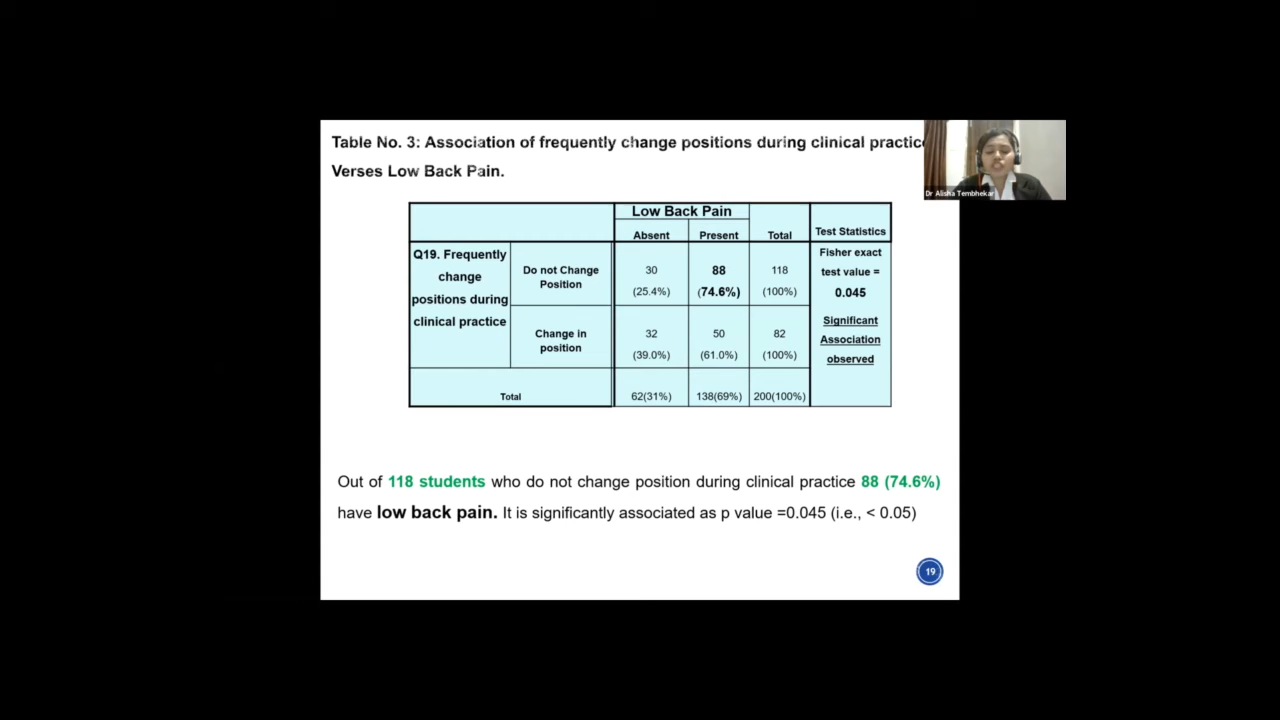 Table No. 3: Association of frequently change positions during clinical practice
Verses Low Back Pain.
Dr Alisha Tembhekar
Low Back Pain
Absent Present Total Test Statistics
Q19. Frequently
change
positions during
clinical practice
Do not Change
Position
30 88 118
(25.4%) (74.6%) (100%)
Fisher exact
test value =
0.045
Significant
Association
observed
Change in
position
32 50 82
(39.0%) (61.0%) (100%)
Total 62(31%) 138(69%) 200(100%)
Out of 118 students who do not change position during clinical practice 88 (74.6%)
have low back pain. It is significantly associated as p value =0.045 (i.e., < 0.05)
19